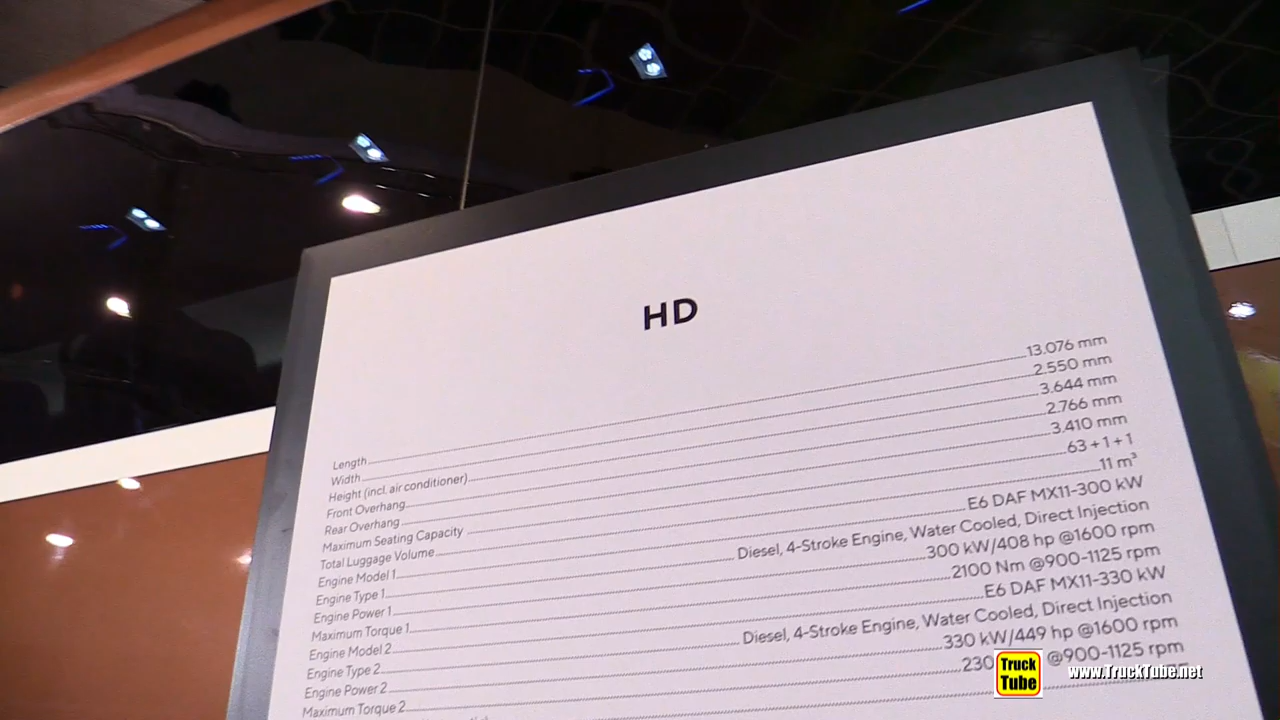 HD
Length 13.076 mm
Width 2.550 mm
Height (incl. air conditioner) 3.644 mm
Front Overhang 2.766 mm
Rear Overhang 3.410 mm
Maximum Seating Capacity 63 + 1 + 1
Total Luggage Volume 11 m³
Engine Model 1 E6 DAF MX11-300 kW
Engine Type 1 Diesel, 4-Stroke Engine, Water Cooled, Direct Injection
Engine Power 1 300 kW/408 hp @1600 rpm
Maximum Torque 1 2100 Nm @900-1125 rpm
Engine Model 2 E6 DAF MX11-330 kW
Engine Type 2 Diesel, 4-Stroke Engine, Water Cooled, Direct Injection
Engine Power 2 330 kW/449 hp @1600 rpm
Maximum Torque 2 230 @900-1125 rpm
Truck
Tube
www.TruckTube.net